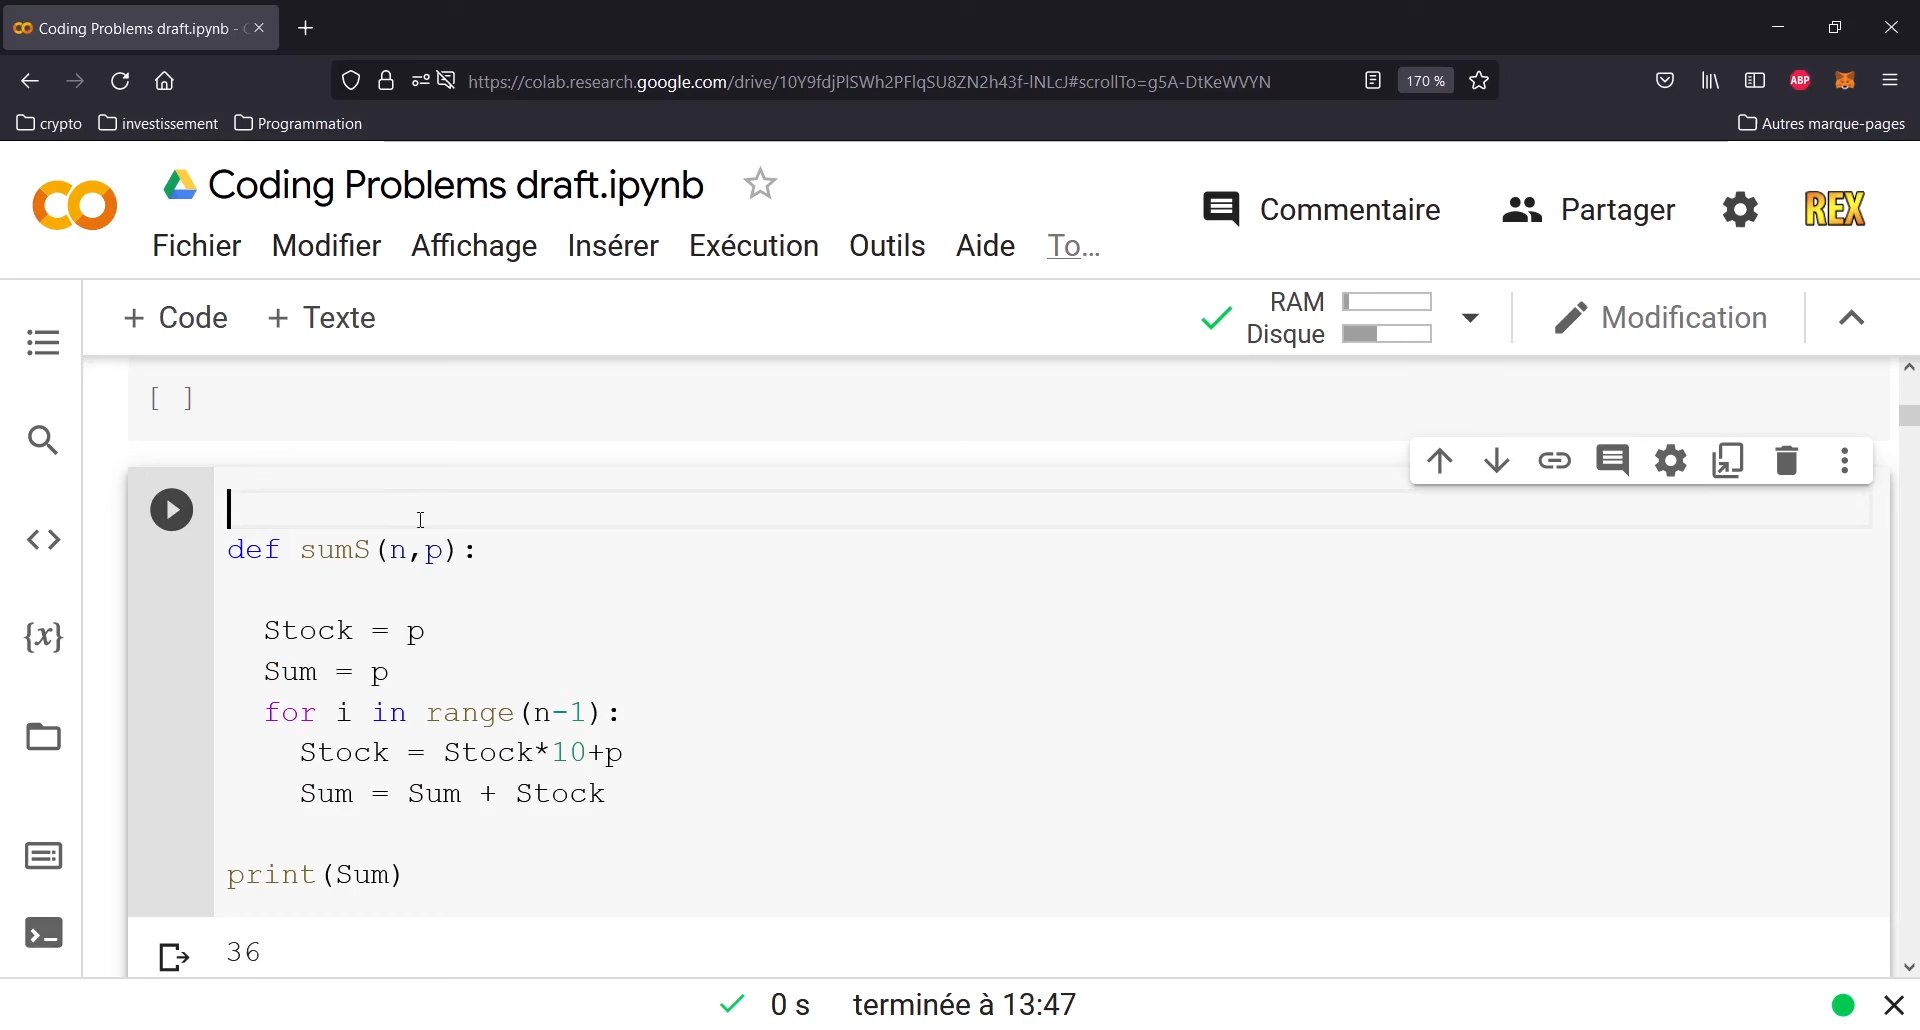 Coding Problems draft.ipynb -
https://colab.research.google.com/drive/10Y9fdjPlSWh2PFlqSU8ZN2h43f-lNLcJ#scrollTo=g5A-DtKeWVYN
170 %
ABP
crypto
investissement
Programmation
Autres marque-pages
CO
Coding Problems draft.ipynb
Commentaire
Partager
REX
Fichier
Modifier
Affichage
Insérer
Exécution
Outils
Aide
To...
+ Code
+ Texte
RAM
Disque
Modification
[ ]
def sumS(n,p):
Stock = p
Sum = p
for i in range(n-1):
Stock = Stock*10+p
Sum = Sum + Stock
print(Sum)
{x}
36
0 s
terminée à 13:47